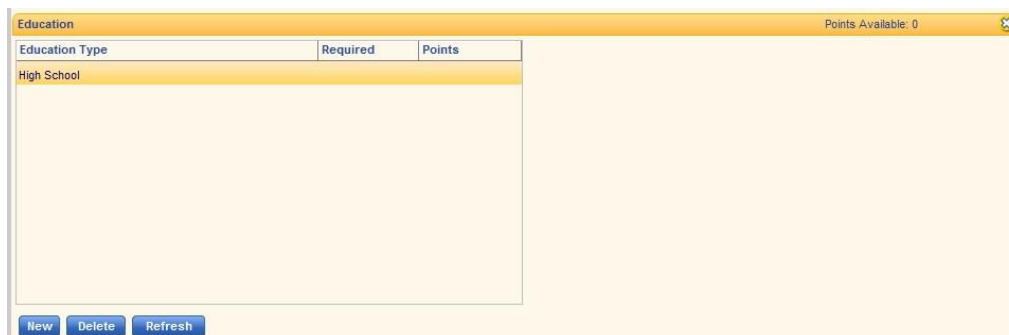 Education Points Available: 0
Education Type Required Points
High School
New Delete Refresh